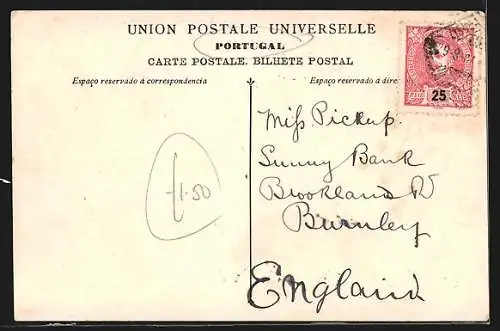 UNION POSTALE UNIVERSELLE
PORTUGAL
CARTE POSTALE. BILHETE POSTAL
Espaço reservado á correspondencia
Espaço reservado á dire
25
Miss Pickup.
Sunny Bank
Brookland Rd
Burnley
England
£1.50